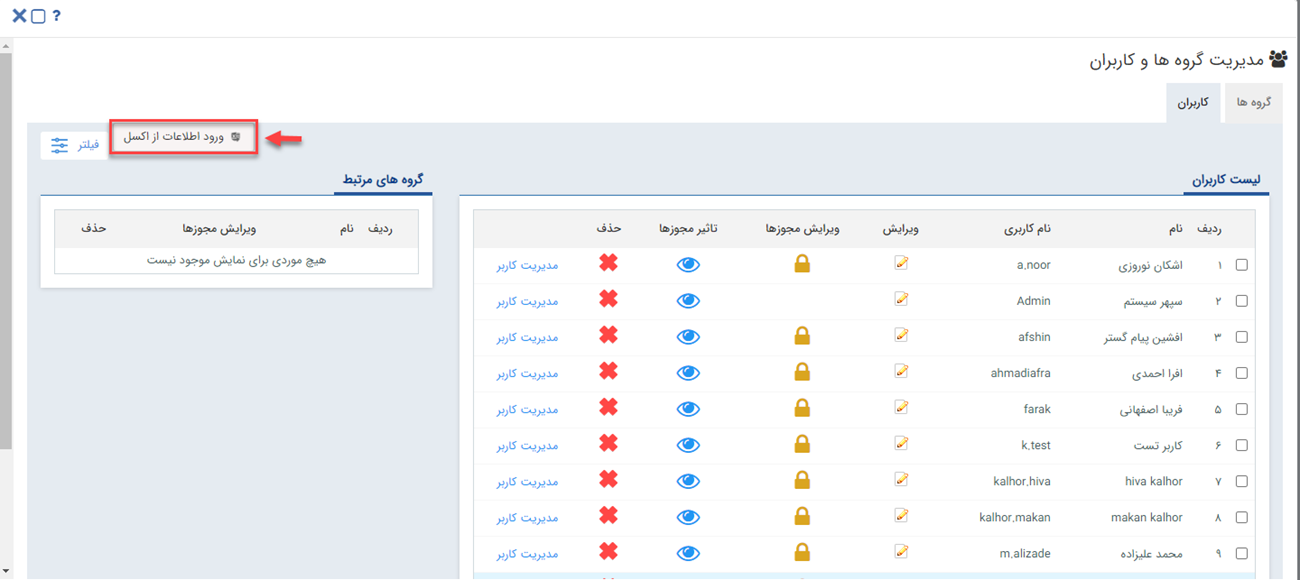 ?
مدیریت گروه ها و کاربران
گروه ها
کاربران
ورود اطلاعات از اکسل
فیلتر
لیست کاربران
ردیف نام نام کاربری ویرایش ویرایش مجوزها تاثیر مجوزها حذف
۱ اشکان نوروزی a,noor مدیریت کاربر
۲ سپهر سیستم Admin مدیریت کاربر
۳ افشین پیام گستر afshin مدیریت کاربر
۴ افرا احمدی ahmadiafra مدیریت کاربر
۵ فریبا اصفهانی farak مدیریت کاربر
۶ کاربر تست k,test مدیریت کاربر
۷ hiva kalhor kalhor,hiva مدیریت کاربر
۸ makan kalhor kalhor,makan مدیریت کاربر
۹ محمد علیزاده m,alizade مدیریت کاربر
گروه های مرتبط
ردیف نام ویرایش مجوزها حذف
هیچ موردی برای نمایش موجود نیست